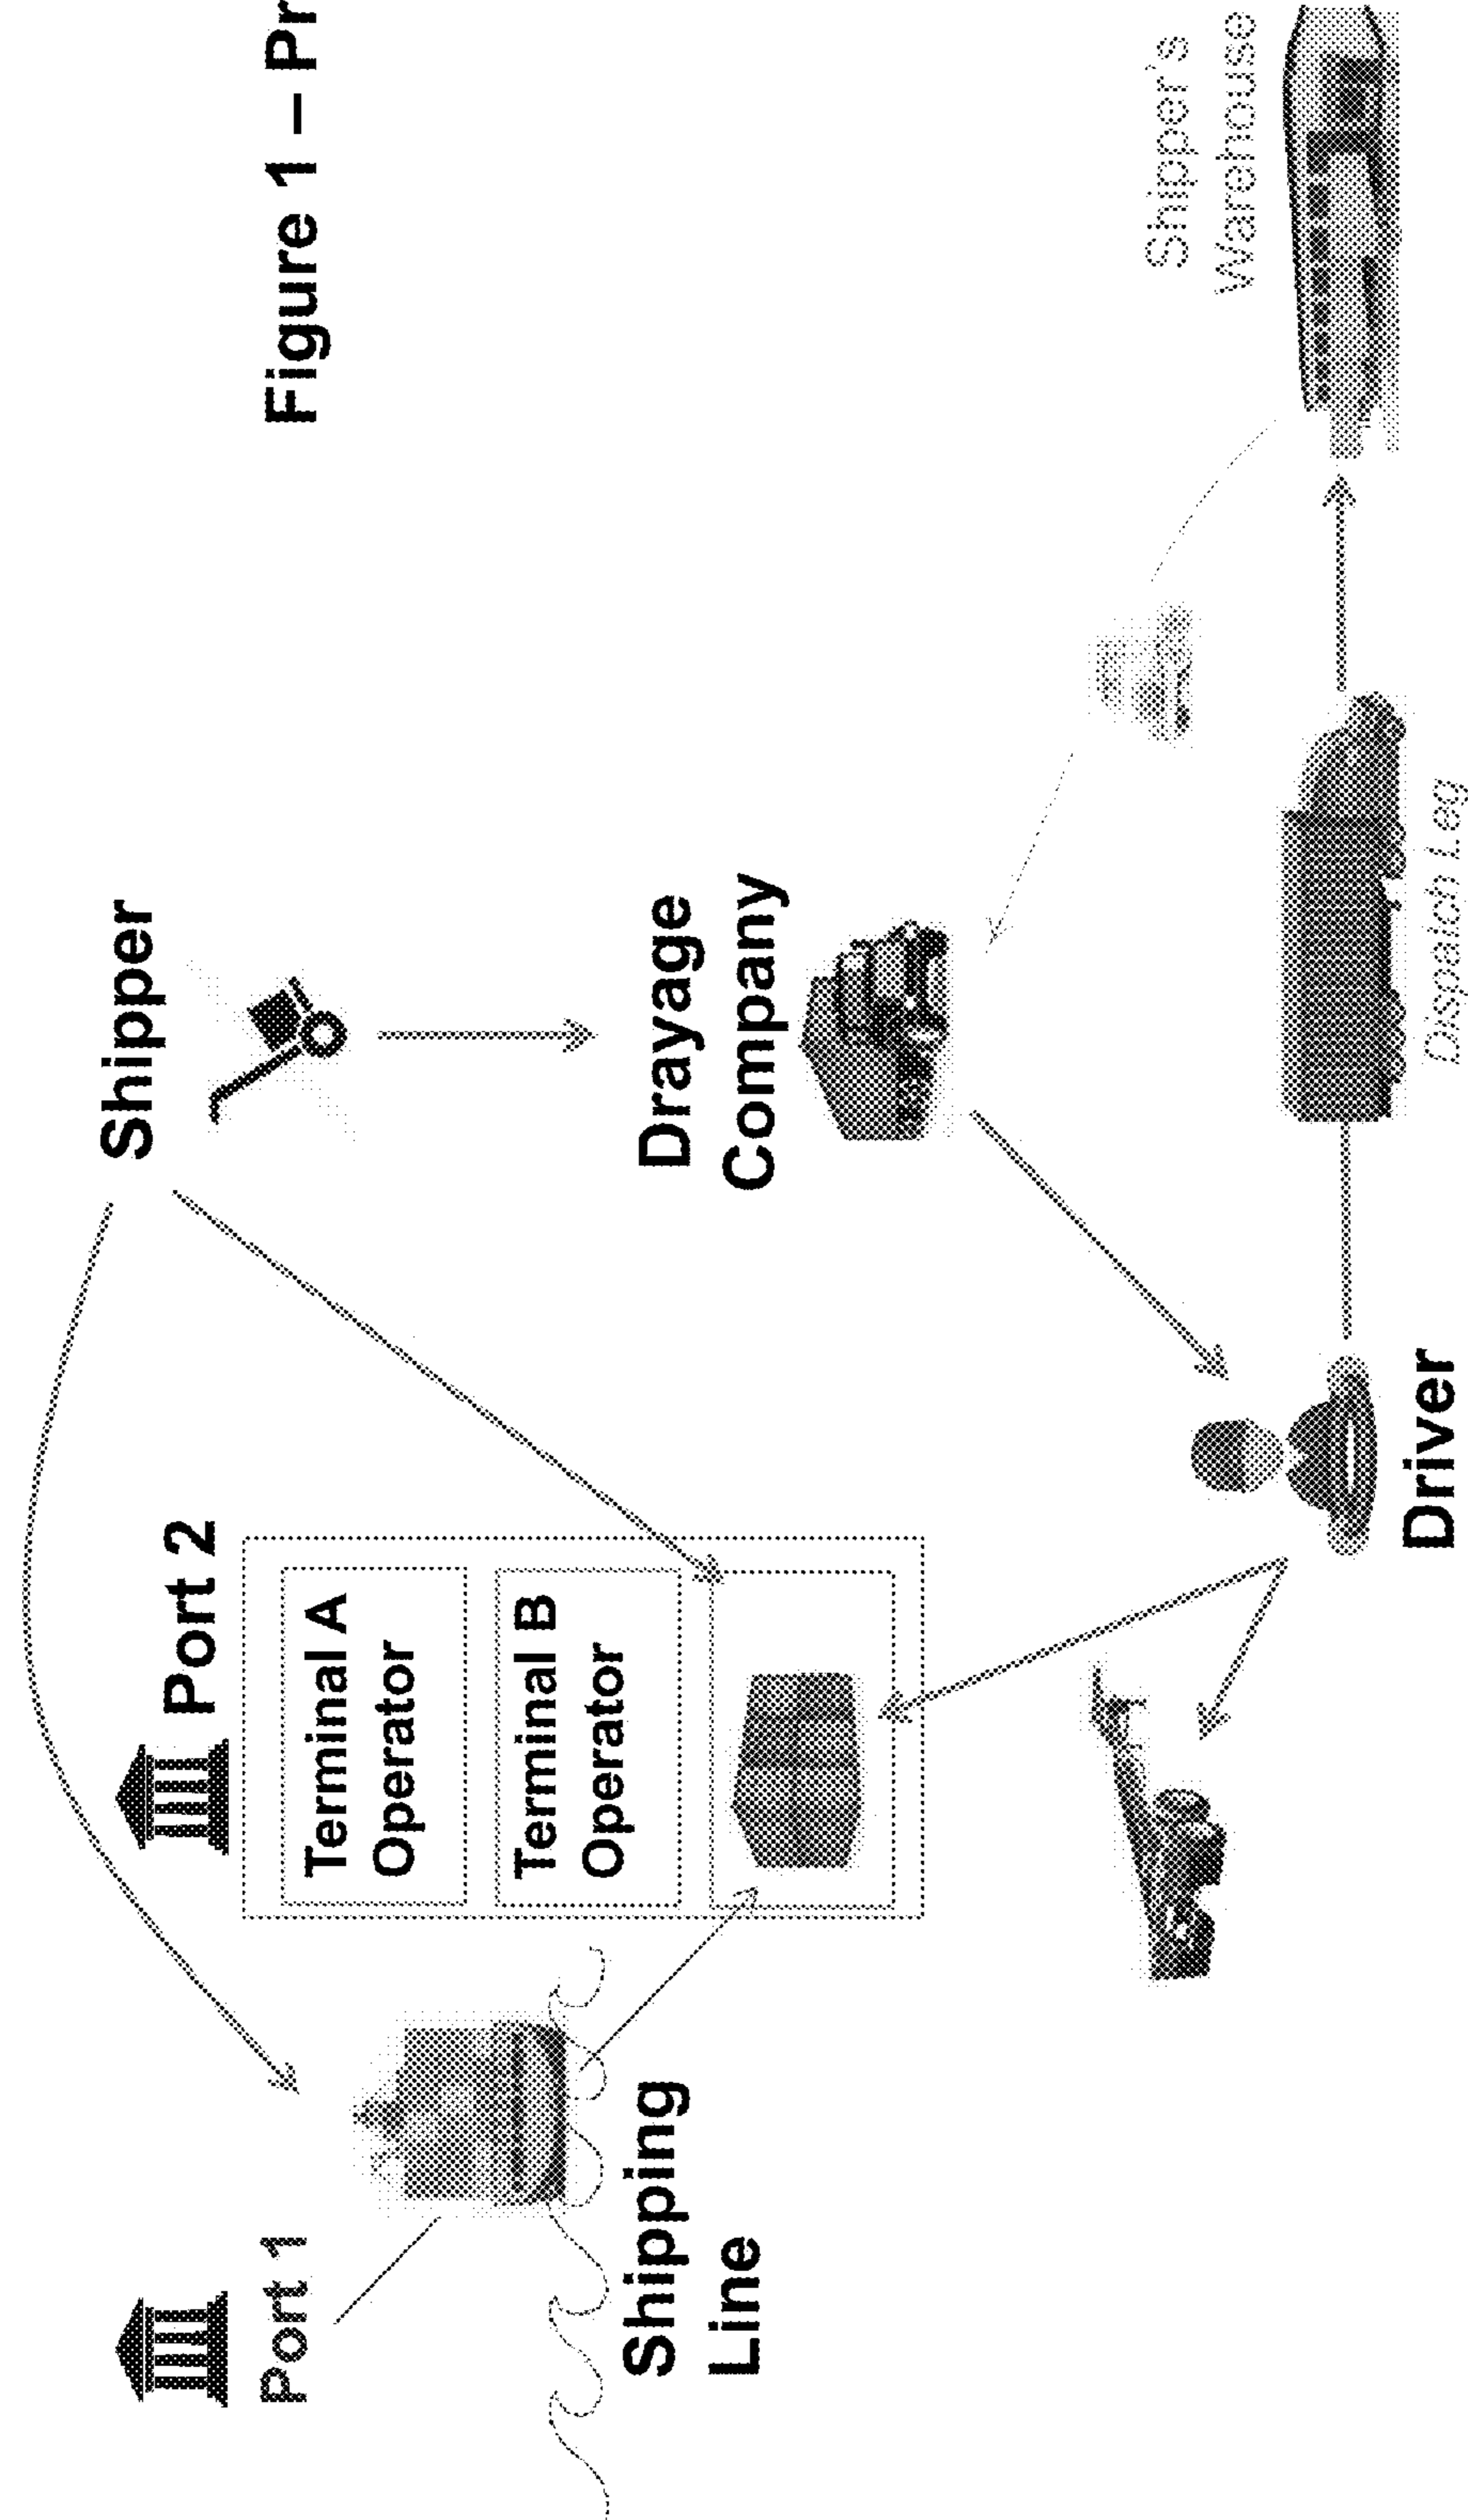 Figure 1 – Pr
Shipper
Port 2
Port 1
Terminal A
Operator
Terminal B
Operator
Shipping
Line
Drayage
Company
Shipper's
Warehouse
Driver
Dispatch Leg